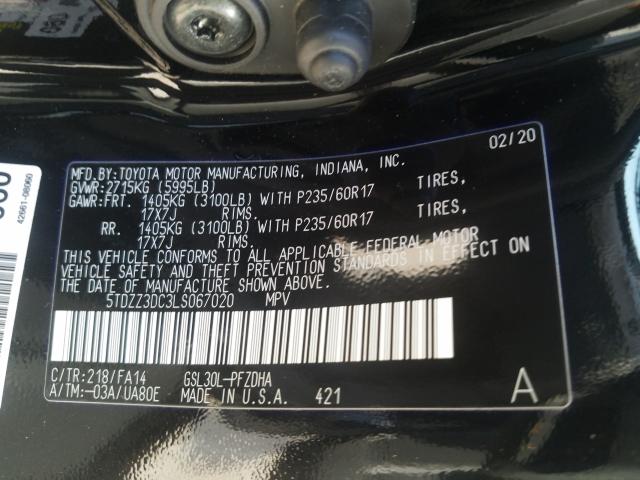 MFD.BY:TOYOTA MOTOR MANUFACTURING, INDIANA, INC. 02/20
GVWR:2715KG (5995LB)
GAWR:FRT. 1405KG (3100LB) WITH P235/60R17 TIRES,
17X7J RIMS.
RR. 1405KG (3100LB) WITH P235/60R17 TIRES,
17X7J RIMS.
THIS VEHICLE CONFORMS TO ALL APPLICABLE FEDERAL MOTOR
VEHICLE SAFETY AND THEFT PREVENTION STANDARDS IN EFFECT ON
THE DATE OF MANUFACTURE SHOWN ABOVE.
5TDZZ3DC3LS067020 MPV
C/TR:218/FA14 GSL30L-PFZDHA
A/TM:-03A/UA80E MADE IN U.S.A. 421 A
42661-08060